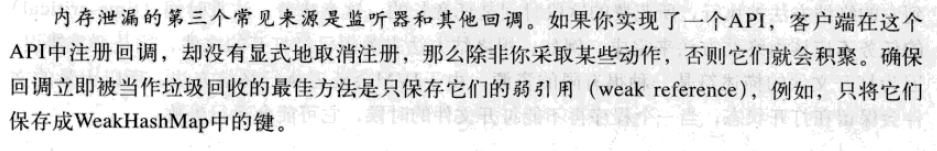 内存泄漏的第三个常见来源是监听器和其他回调。如果你实现了一个API，客户端在这个
API中注册回调，却没有显式地取消注册，那么除非你采取某些动作，否则它们就会积聚。确保
回调立即被当作垃圾回收的最佳方法是只保存它们的弱引用（weak reference），例如，只将它们
保存成WeakHashMap中的键。